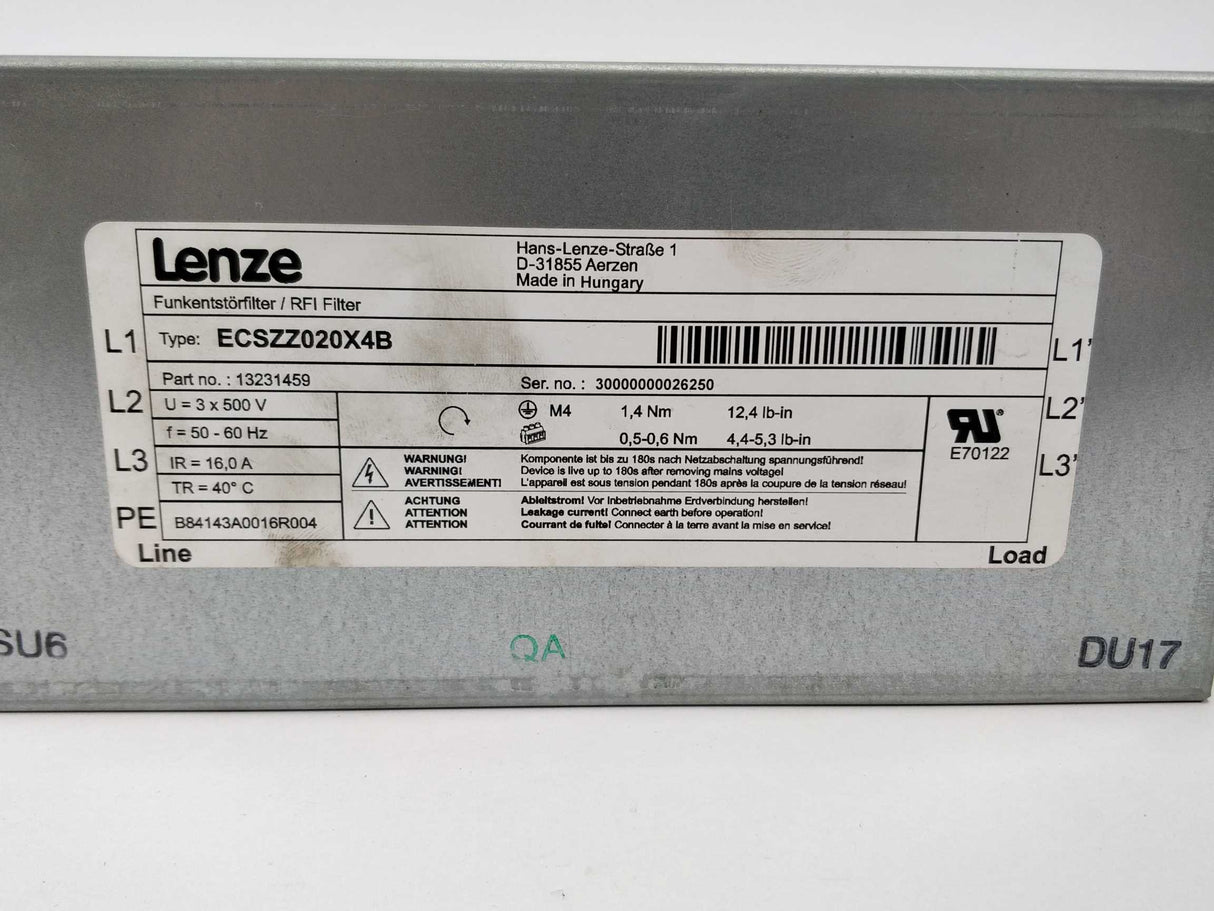 Lenze
Hans-Lenze-Straße 1
D-31855 Aerzen
Made in Hungary
Funkentstörfilter / RFI Filter
L1
Type: ECSZZ020X4B
L1'
Part no. : 13231459
Ser. no. : 30000000026250
L2
U = 3 x 500 V
M4 1,4 Nm 12,4 lb-in
L2'
f = 50 - 60 Hz
0,5-0,6 Nm 4,4-5,3 lb-in
RU®
E70122
L3
IR = 16,0 A
L3'
TR = 40° C
WARNUNG! Komponente ist bis zu 180s nach Netzabschaltung spannungsführend!
WARNING! Device is live up to 180s after removing mains voltage!
AVERTISSEMENT! L'appareil est sous tension pendant 180s après la coupure de la tension réseau!
ACHTUNG Ableitstrom! Vor Inbetriebnahme Erdverbindung herstellen!
ATTENTION Leakage current! Connect earth before operation!
ATTENTION Courrant de fuite! Connecter à la terre avant la mise en service!
PE
B84143A0016R004
Line
Load
SU6
QA
DU17